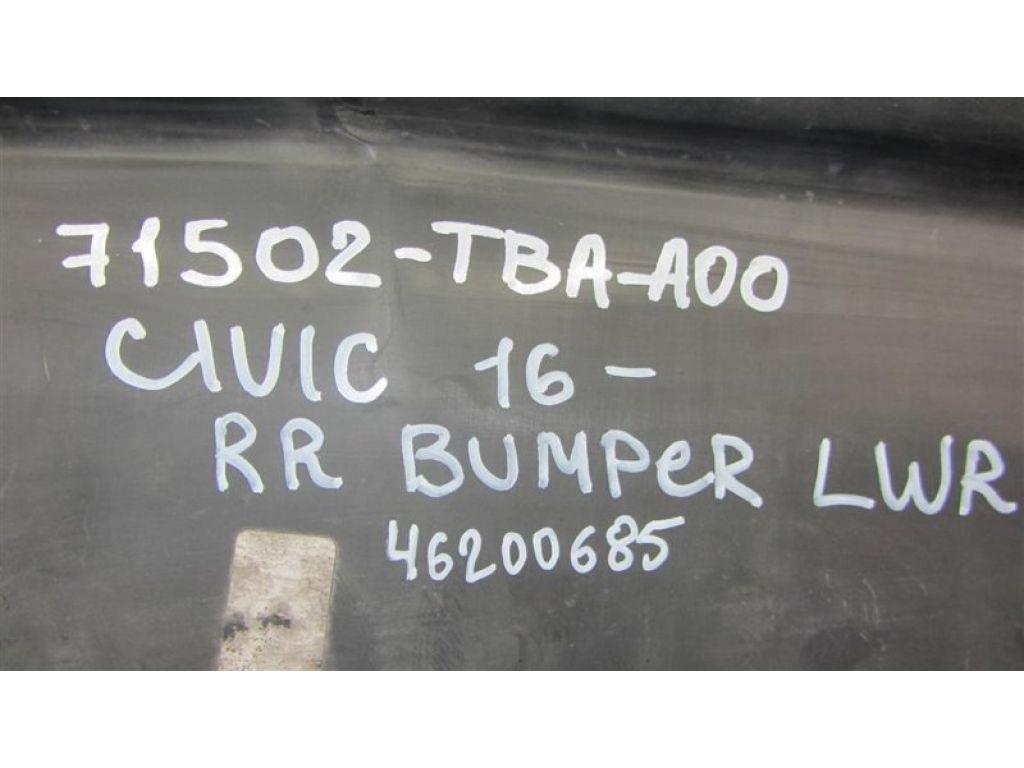 71502-TBA-A00
CIVIC 16-
RR BUMPER LWR
46200685